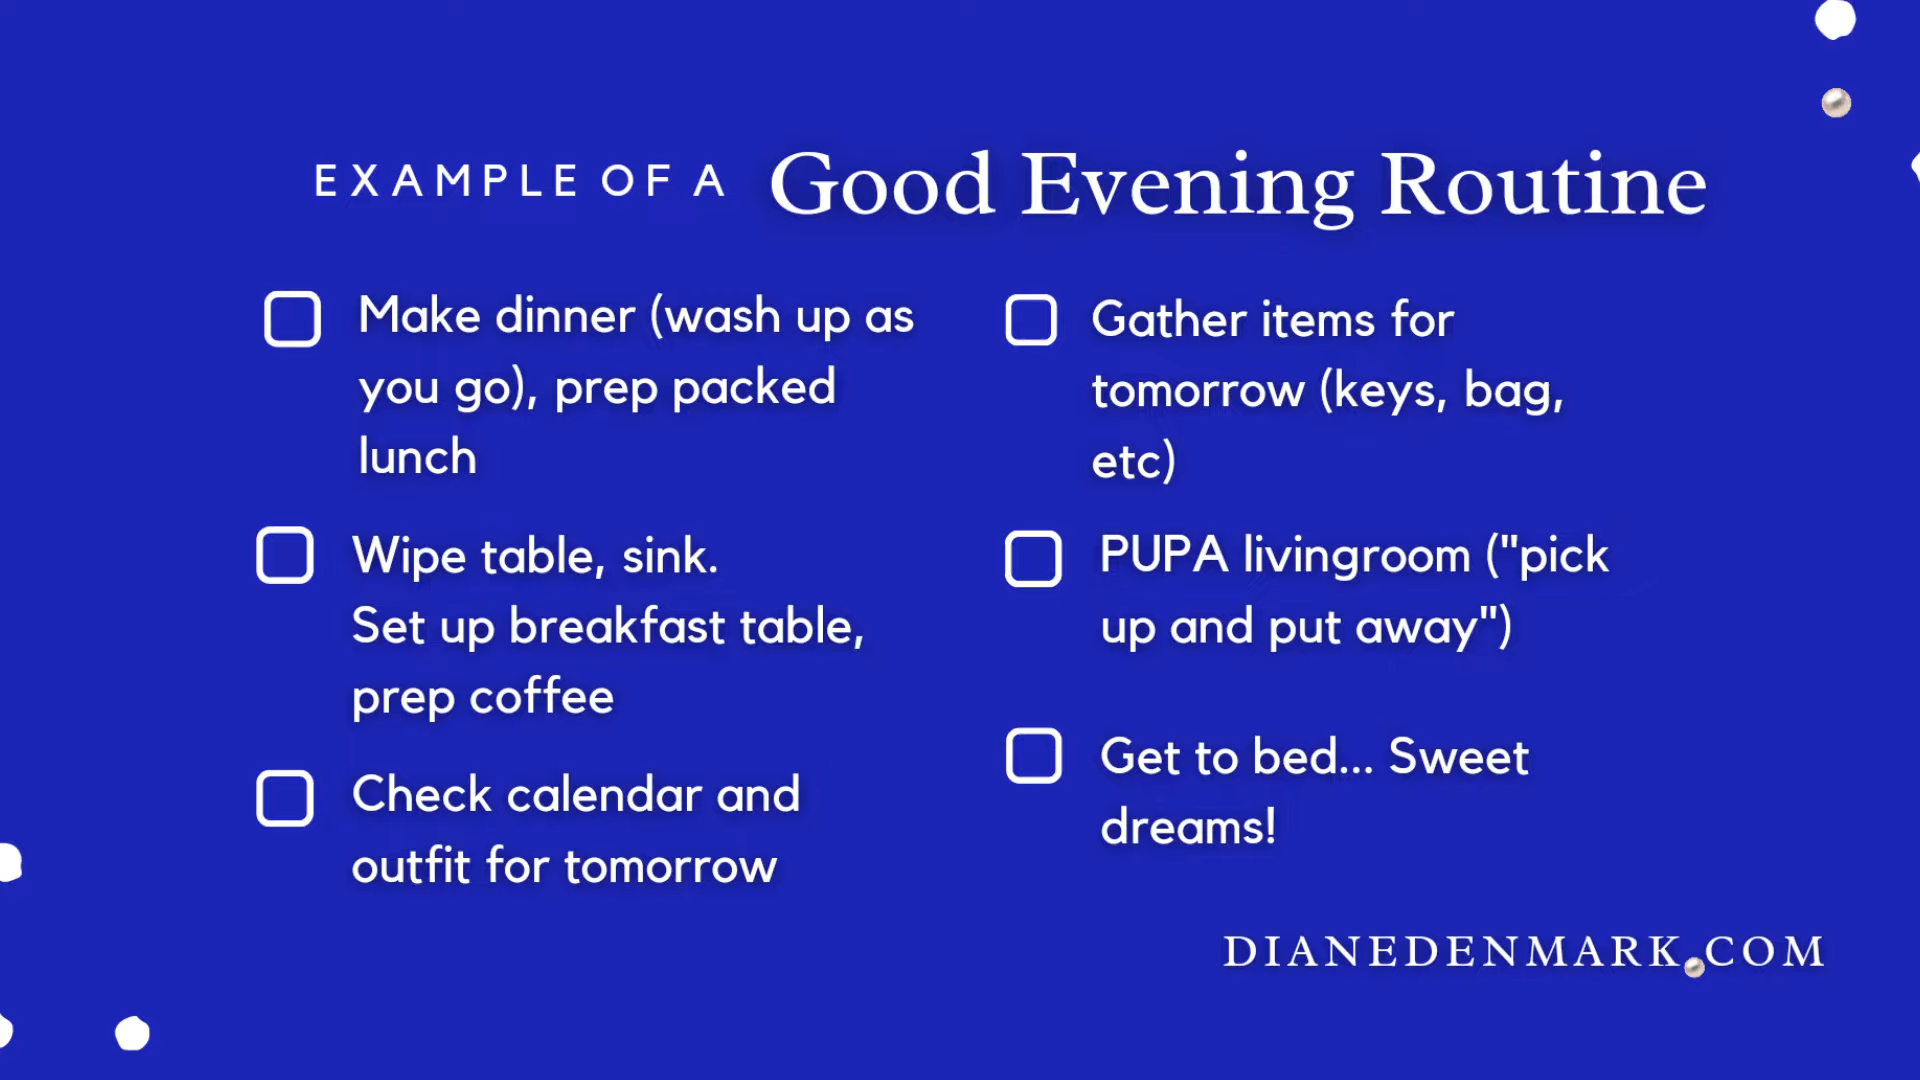 EXAMPLE OF A Good Evening Routine
Make dinner (wash up as
you go), prep packed
lunch
Wipe table, sink.
Set up breakfast table,
prep coffee
Check calendar and
outfit for tomorrow
Gather items for
tomorrow (keys, bag,
etc)
PUPA livingroom ("pick
up and put away")
Get to bed... Sweet
dreams!
DIANEDENMARK.COM